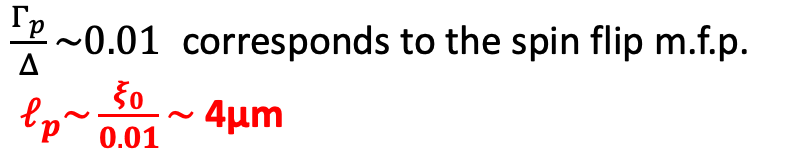 Γp/Δ ~0.01 corresponds to the spin flip m.f.p.
ℓp~ ξ0/0.01 ~ 4μm